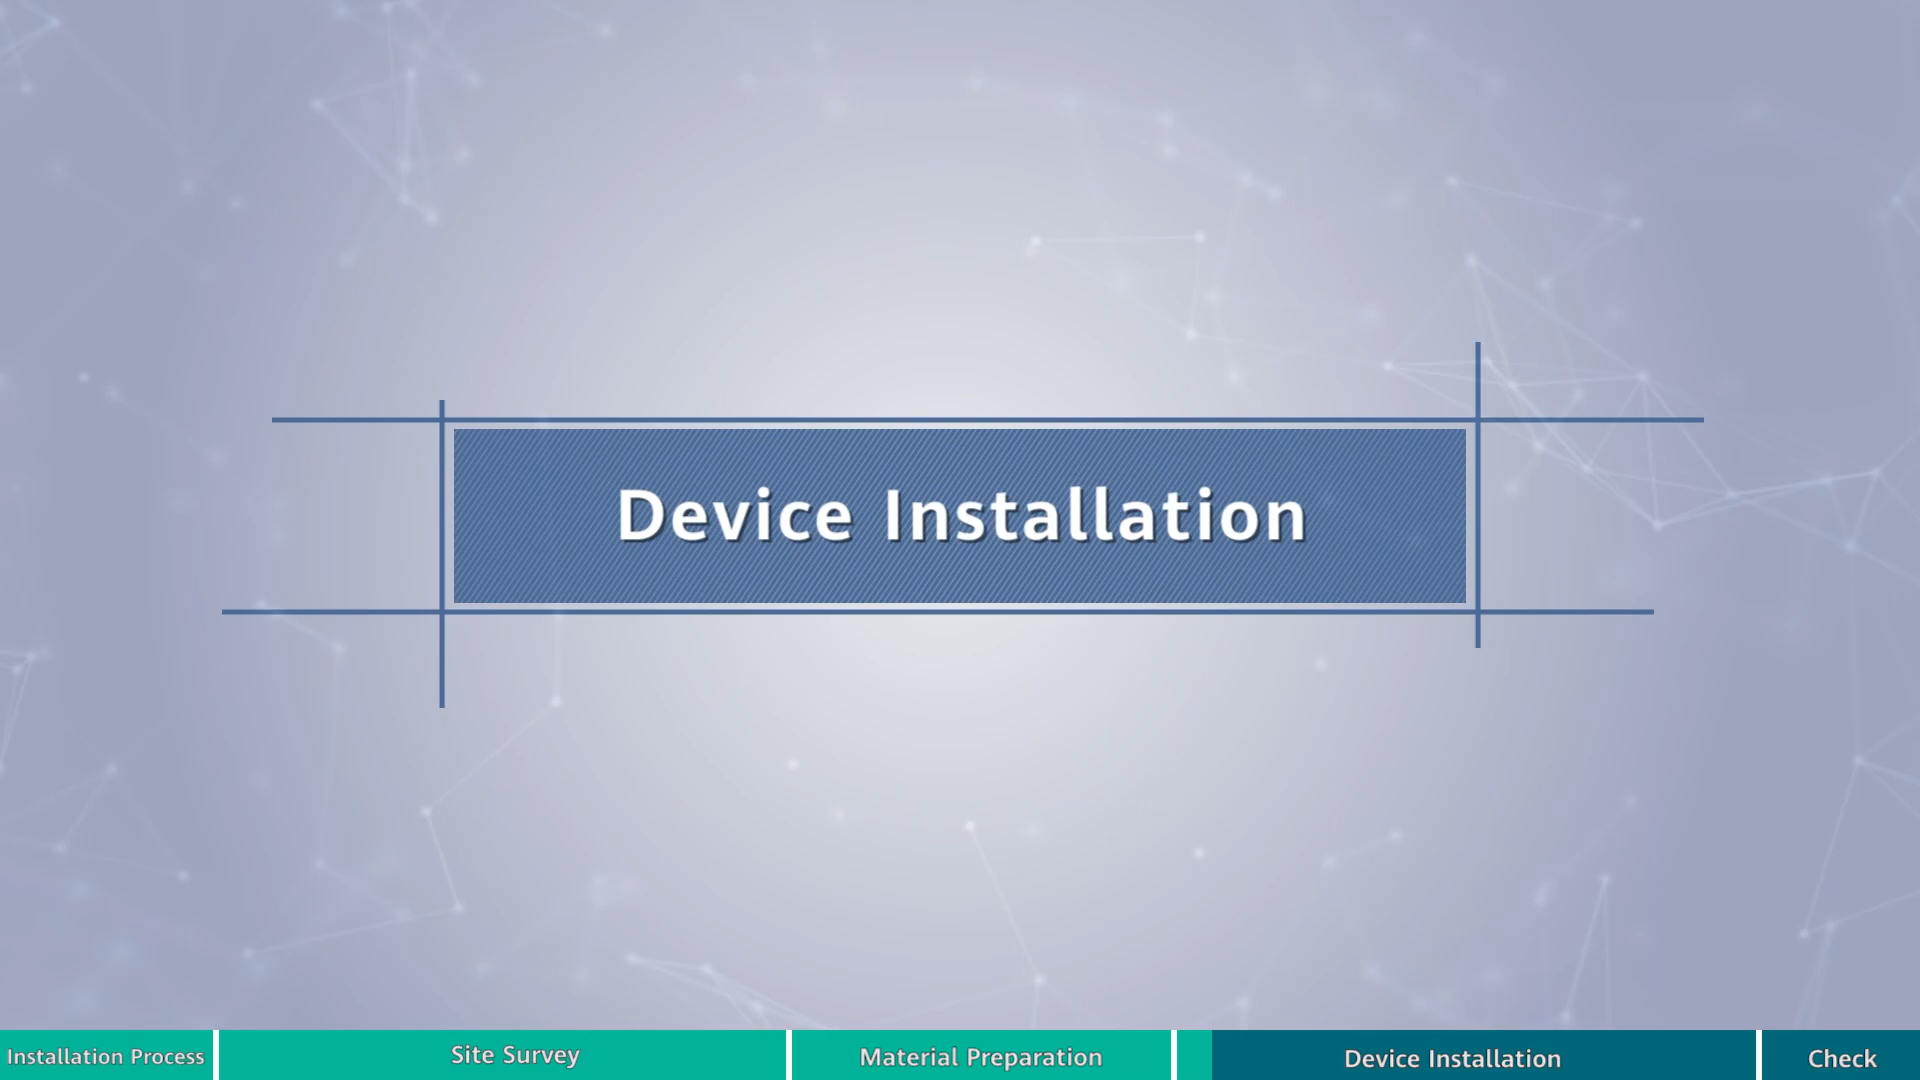 Device Installation
Installation Process
Site Survey
Material Preparation
Device Installation
Check